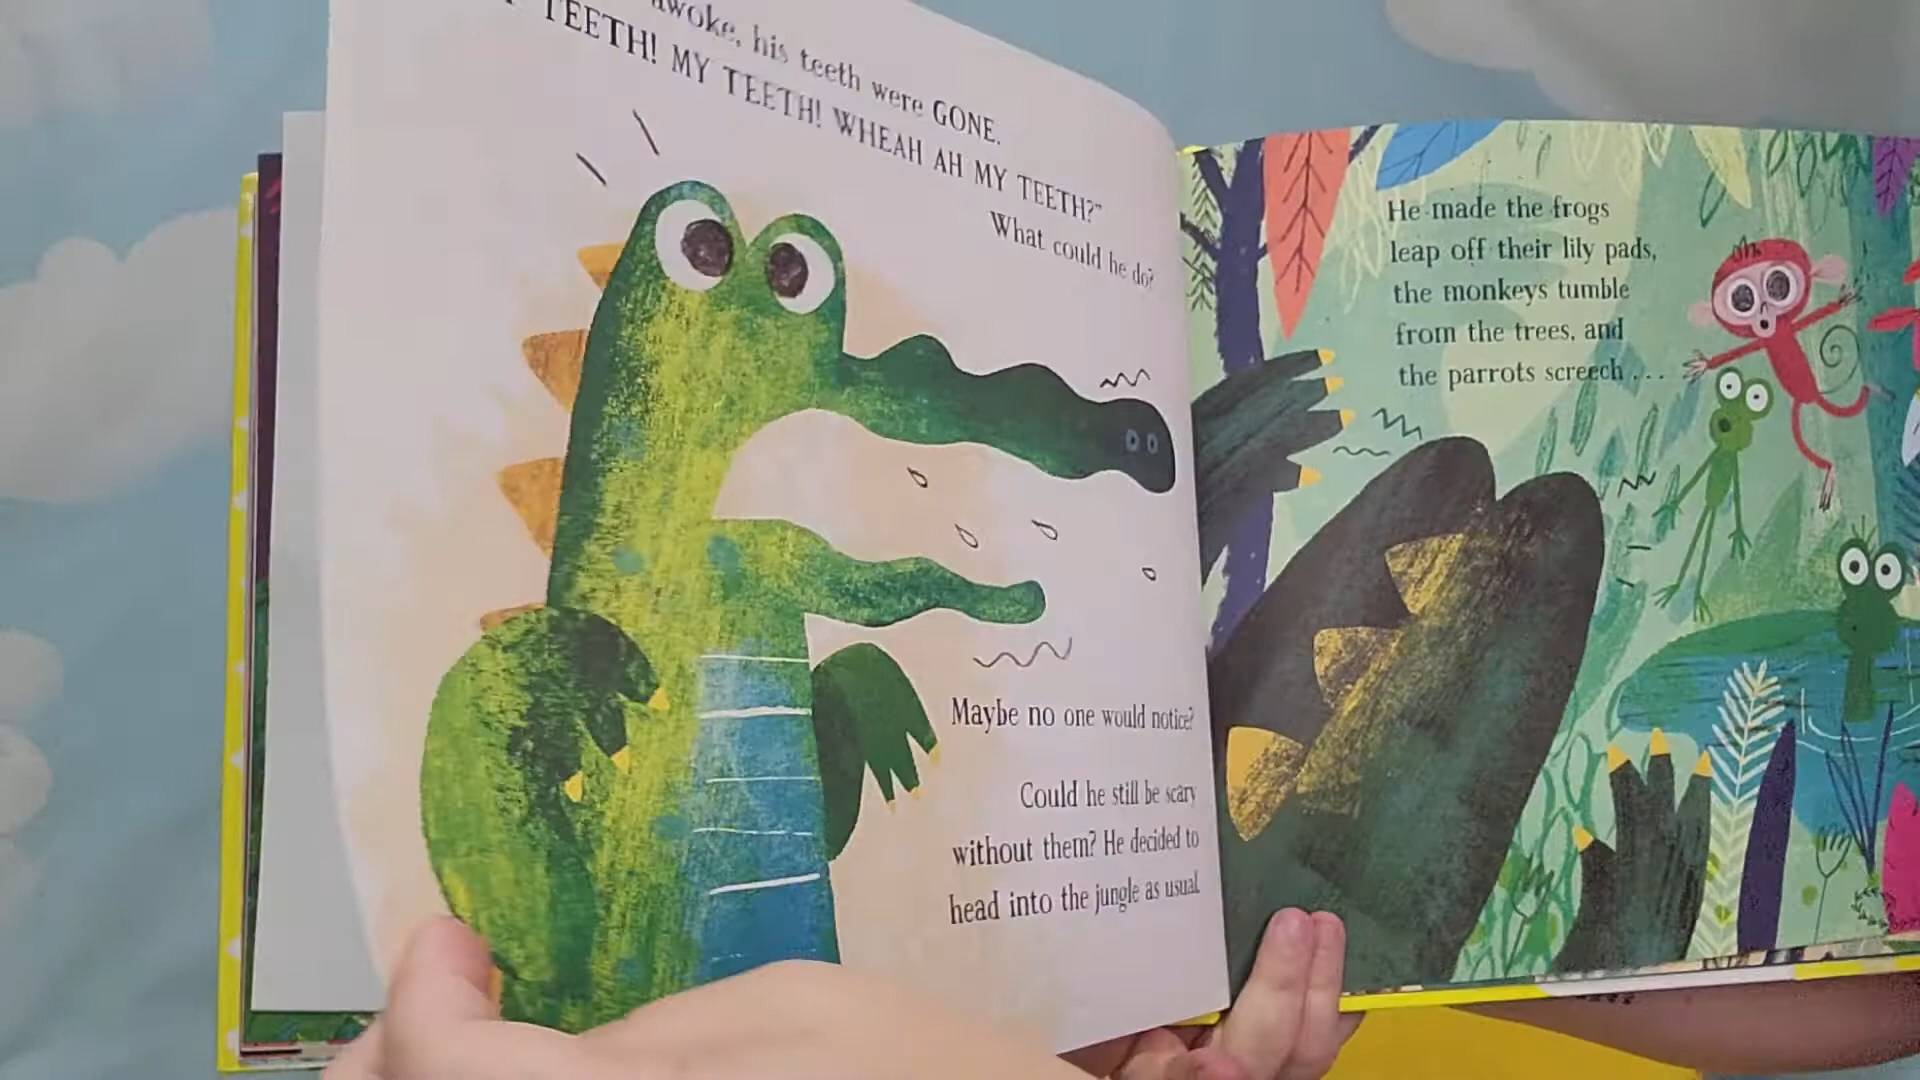 awoke, his teeth were GONE.
TEETH! MY TEETH! WHEAH AH MY TEETH?"
What could he do?
Maybe no one would notice?
Could he still be scary
without them? He decided to
head into the jungle as usual.
He made the frogs
leap off their lily pads,
the monkeys tumble
from the trees, and
the parrots screech . . .